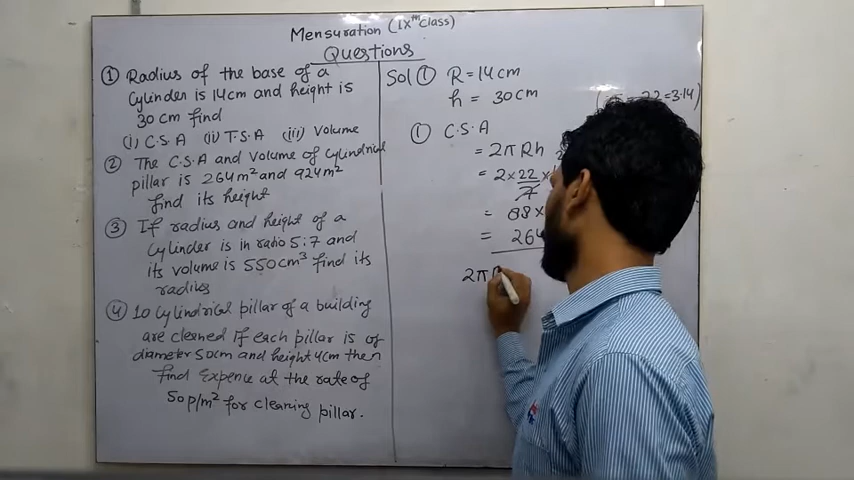 Mensuration (IXth class)
Questions
① Radius of the base of a
Cylinder is 14cm and height is
30 cm find
(i) C.S.A (ii) T.S.A (iii) Volume
② The C.S.A and volume of cylindrical
pillar is 264m² and 924m²
find its height
③ If radius and height of a
cylinder is in ratio 5:7 and
its volume is 550cm³ find its
radius
④ 10 Cylindrical pillar of a building
are cleaned if each pillar is of
diameter 50cm and height 4cm then
find Expence at the rate of
50p/m² for cleaning pillar.
Sol ① R = 14 cm
h = 30 cm
22 = 3.14)
① C.S.A
= 2πRh
= 2×22
7
= 88×
= 264
2π